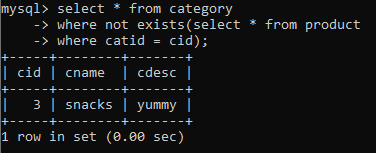 mysql> select * from category
    -> where not exists(select * from product
    -> where catid = cid);
+-----+--------+-------+
| cid | cname  | cdesc |
+-----+--------+-------+
|   3 | snacks | yummy |
+-----+--------+-------+
1 row in set (0.00 sec)